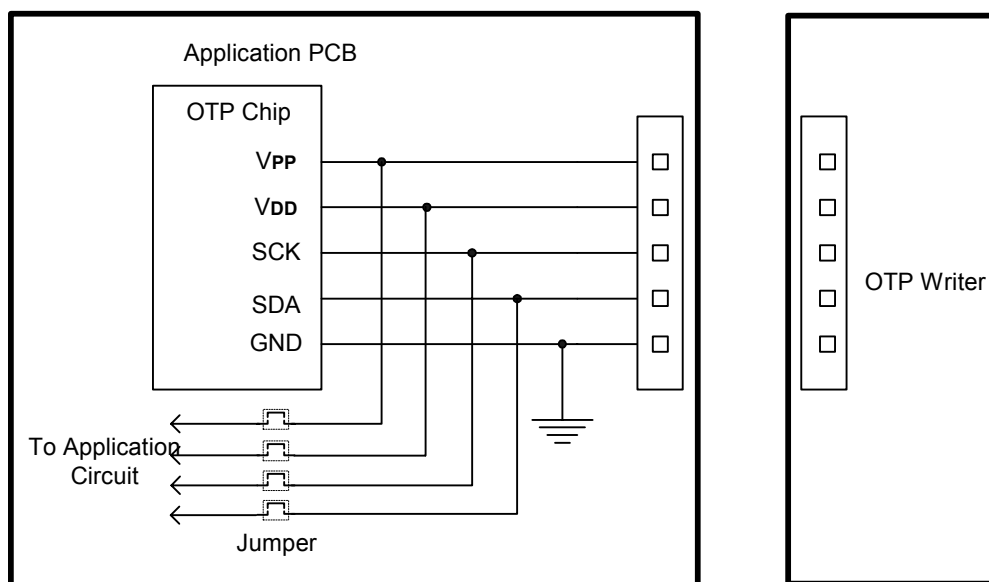 Application PCB
OTP Chip
VPP
VDD
SCK
SDA
GND
To Application
Circuit
Jumper
OTP Writer